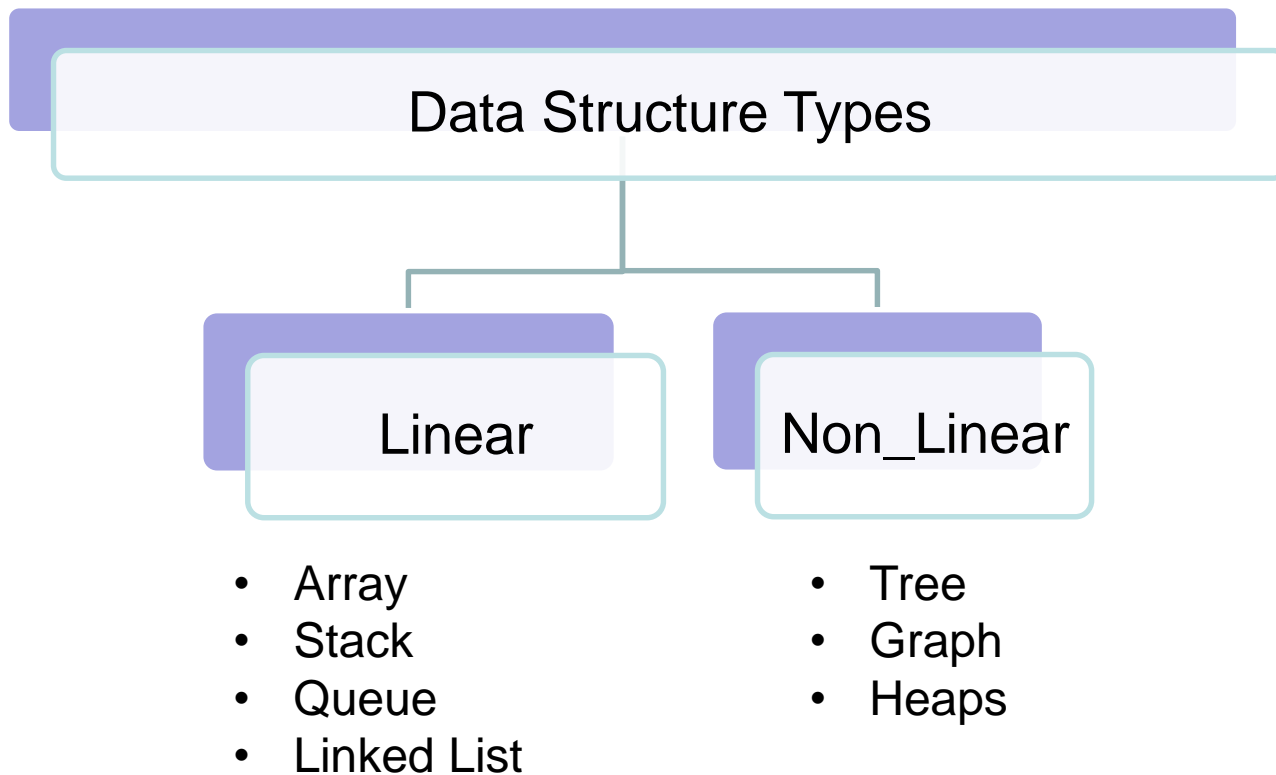 Data Structure Types
Linear
Non_Linear
• Array
• Stack
• Queue
• Linked List
• Tree
• Graph
• Heaps